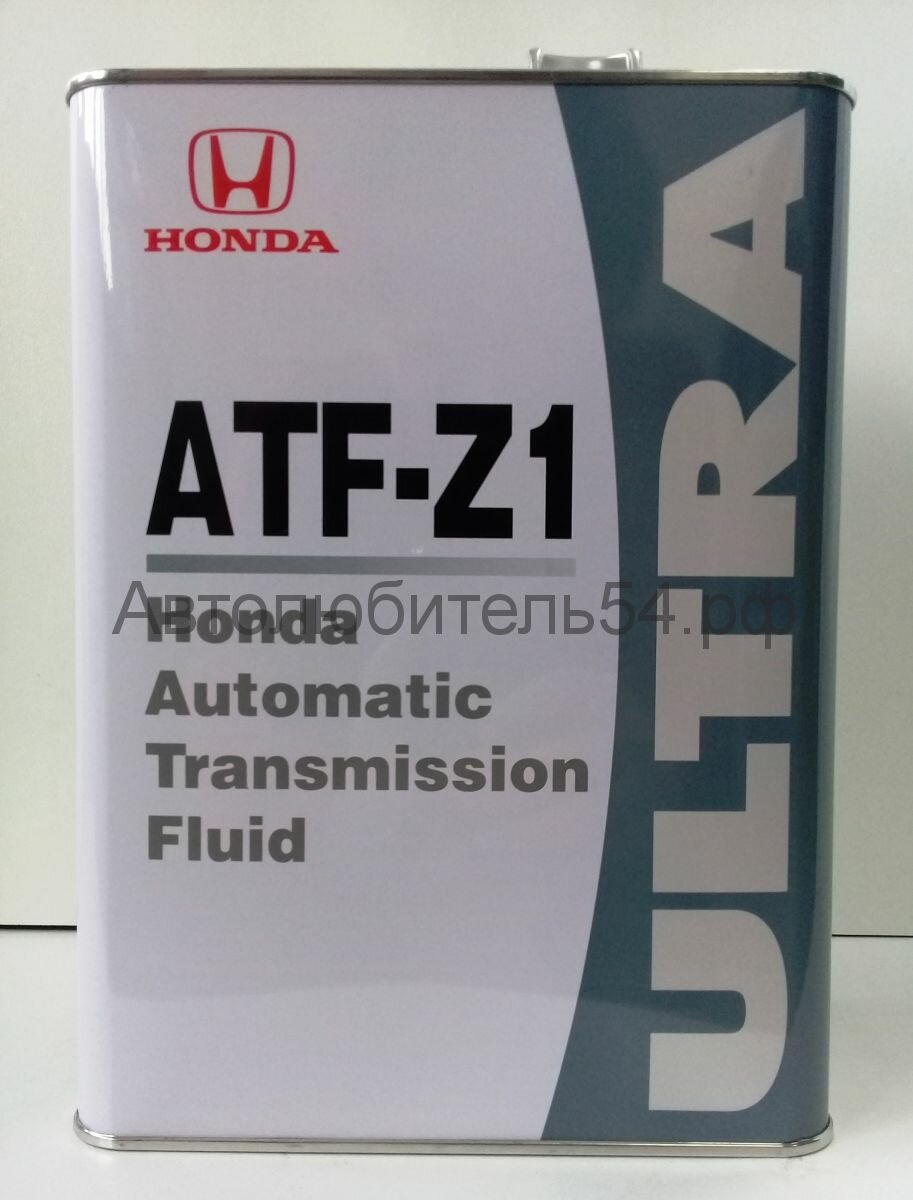 HONDA
ATF-Z1
Honda
Automatic
Transmission
Fluid
ULTRA
Автолюбитель54.рф